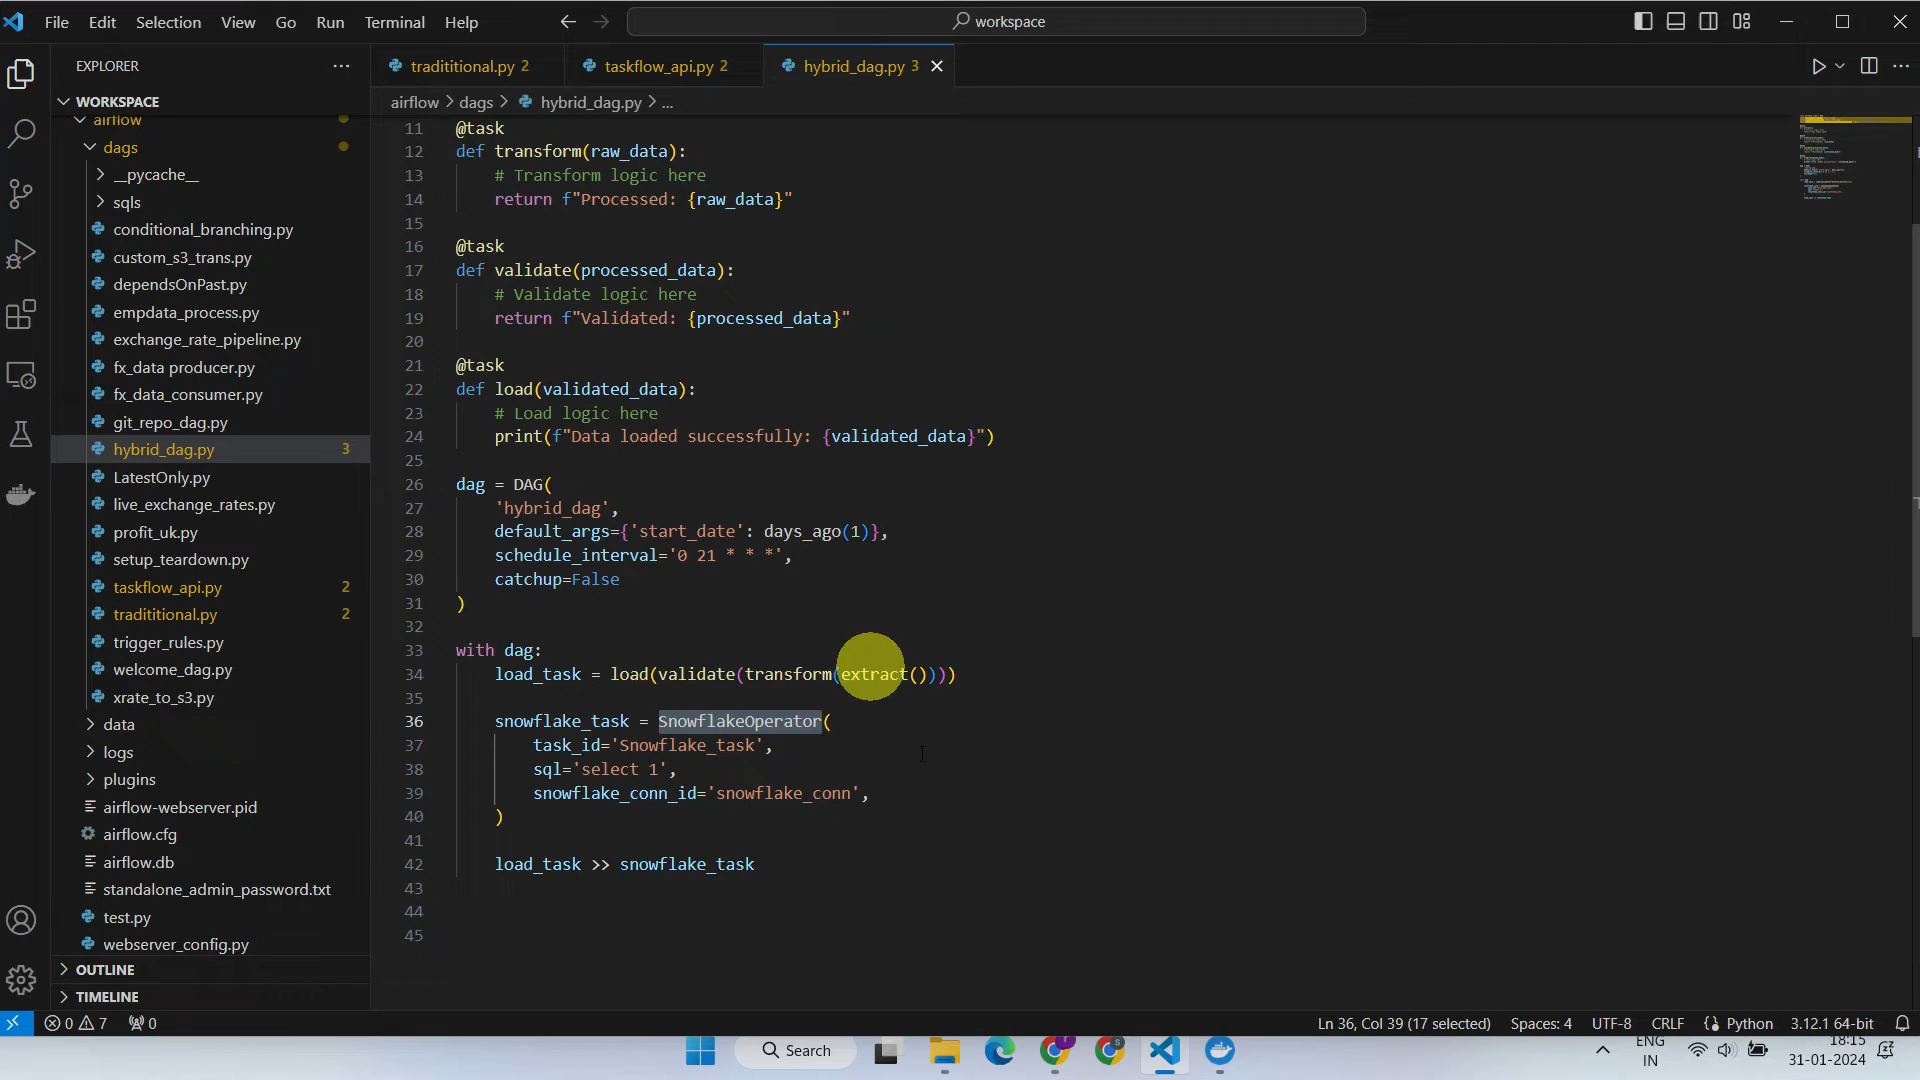 File Edit Selection View Go Run Terminal Help
workspace
EXPLORER
WORKSPACE
airflow
dags
__pycache__
sqls
conditional_branching.py
custom_s3_trans.py
dependsOnPast.py
empdata_process.py
exchange_rate_pipeline.py
fx_data producer.py
fx_data_consumer.py
git_repo_dag.py
hybrid_dag.py 3
LatestOnly.py
live_exchange_rates.py
profit_uk.py
setup_teardown.py
taskflow_api.py 2
tradititional.py 2
trigger_rules.py
welcome_dag.py
xrate_to_s3.py
data
logs
plugins
airflow-webserver.pid
airflow.cfg
airflow.db
standalone_admin_password.txt
test.py
webserver_config.py
OUTLINE
TIMELINE
tradititional.py 2 taskflow_api.py 2 hybrid_dag.py 3
airflow > dags > hybrid_dag.py > ...
11 @task
12 def transform(raw_data):
13 # Transform logic here
14 return f"Processed: {raw_data}"
15
16 @task
17 def validate(processed_data):
18 # Validate logic here
19 return f"Validated: {processed_data}"
20
21 @task
22 def load(validated_data):
23 # Load logic here
24 print(f"Data loaded successfully: {validated_data}")
25
26 dag = DAG(
27 'hybrid_dag',
28 default_args={'start_date': days_ago(1)},
29 schedule_interval='0 21 * * *',
30 catchup=False
31 )
32
33 with dag:
34 load_task = load(validate(transform(extract())))
35
36 snowflake_task = SnowflakeOperator(
37 task_id='Snowflake_task',
38 sql='select 1',
39 snowflake_conn_id='snowflake_conn',
40 )
41
42 load_task >> snowflake_task
43
44
45
0 7 0
Ln 36, Col 39 (17 selected) Spaces: 4 UTF-8 CRLF Python 3.12.1 64-bit
Search
ENG
IN
18:15
31-01-2024